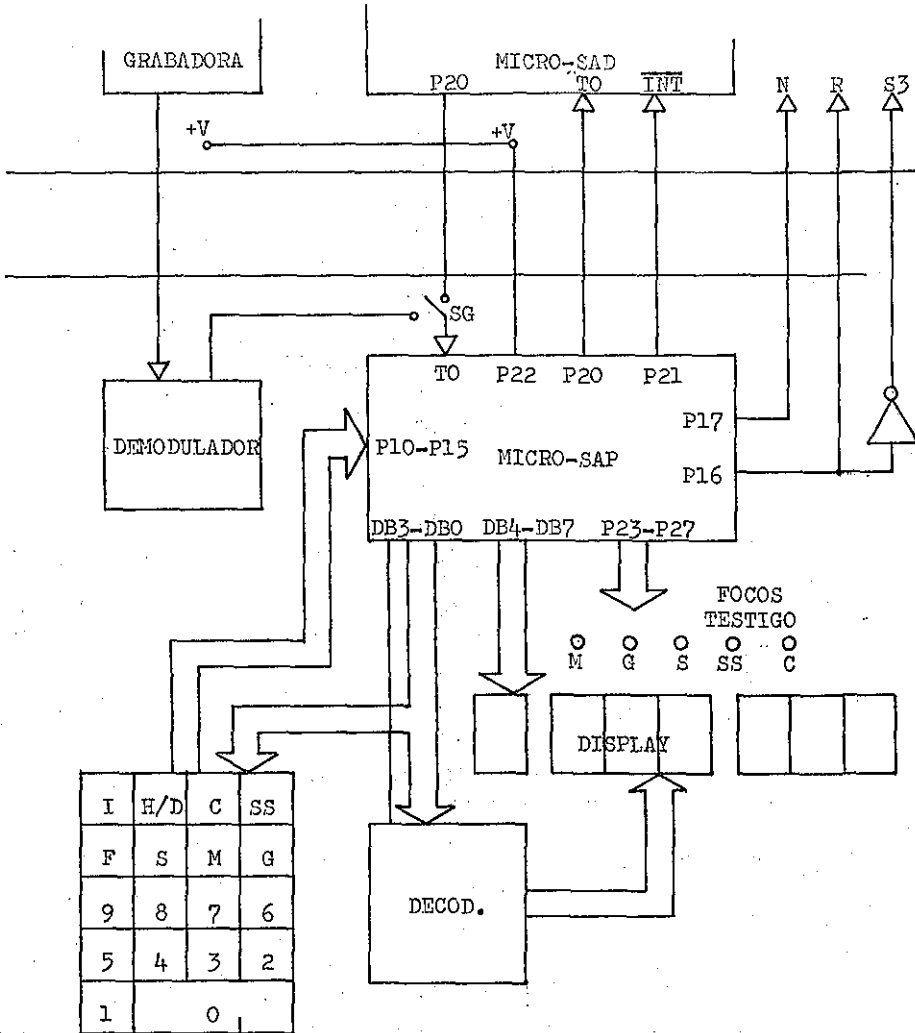 GRABADORA
MICRO-SAD
P20 TO INT N R S3
+V +V
SG
TO P22 P20 P21
DEMODULADOR
P10-P15
MICRO-SAP
P17
P16
DB3-DB0 DB4-DB7 P23-P27
FOCOS
TESTIGO
M G S SS C
DISPLAY
I H/D C SS
F S M G
9 8 7 6
5 4 3 2
1 0
DECOD.